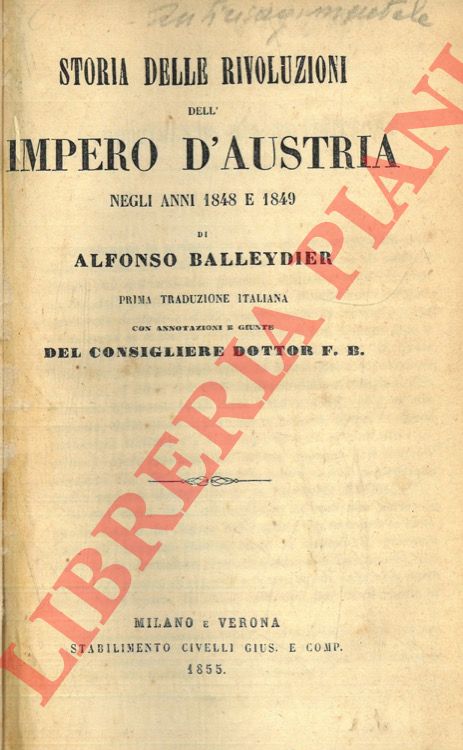 Antirisorgimentale
STORIA DELLE RIVOLUZIONI
DELL'
IMPERO D'AUSTRIA
NEGLI ANNI 1848 E 1849
DI
ALFONSO BALLEYDIER
PRIMA TRADUZIONE ITALIANA
CON ANNOTAZIONI E GIUNTE
DEL CONSIGLIERE DOTTOR F. B.
MILANO E VERONA
STABILIMENTO CIVELLI GIUS. E COMP.
1855.
LIBRERIA PIANI